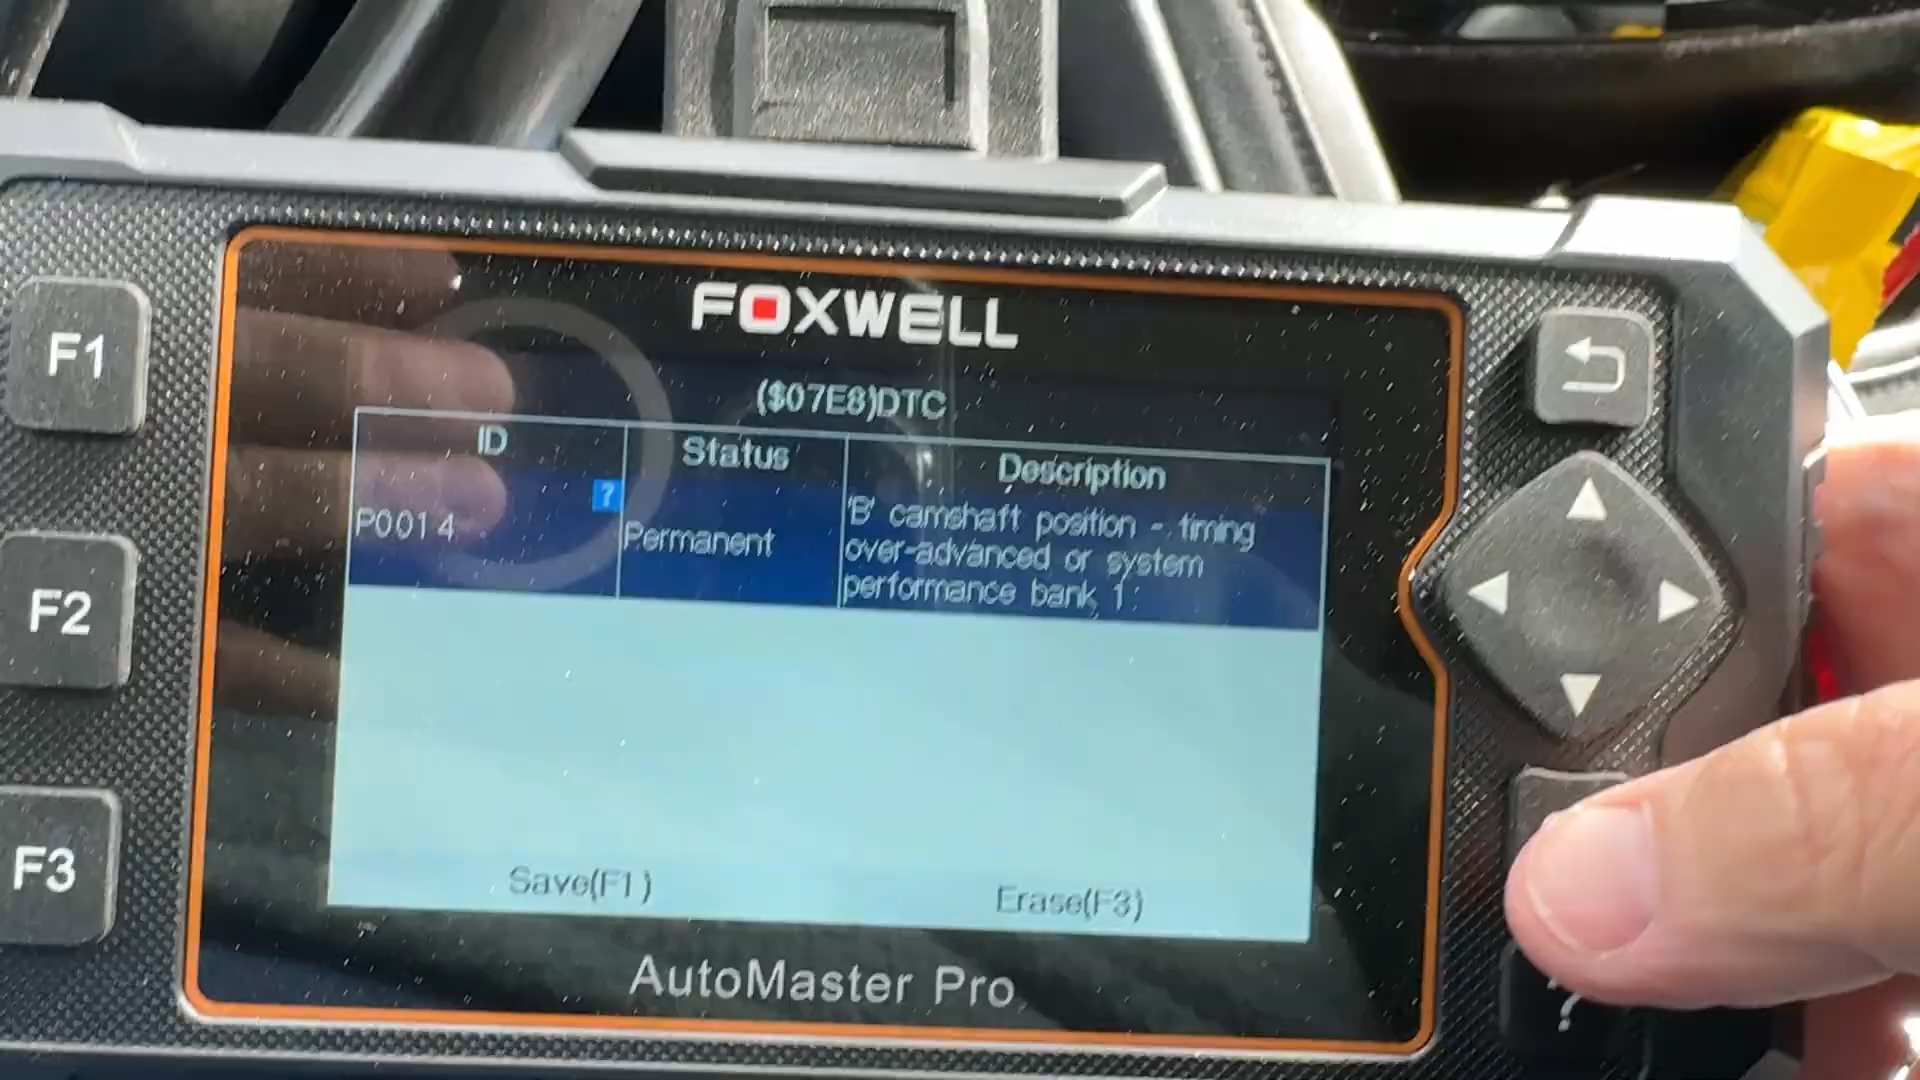 FOXWELL
F1
($07E8)DTC
ID
Status
Description
?
P0014
Permanent
'B' camshaft position - timing
over-advanced or system
performance bank 1
F2
F3
Save(F1)
Erase(F3)
AutoMaster Pro
?